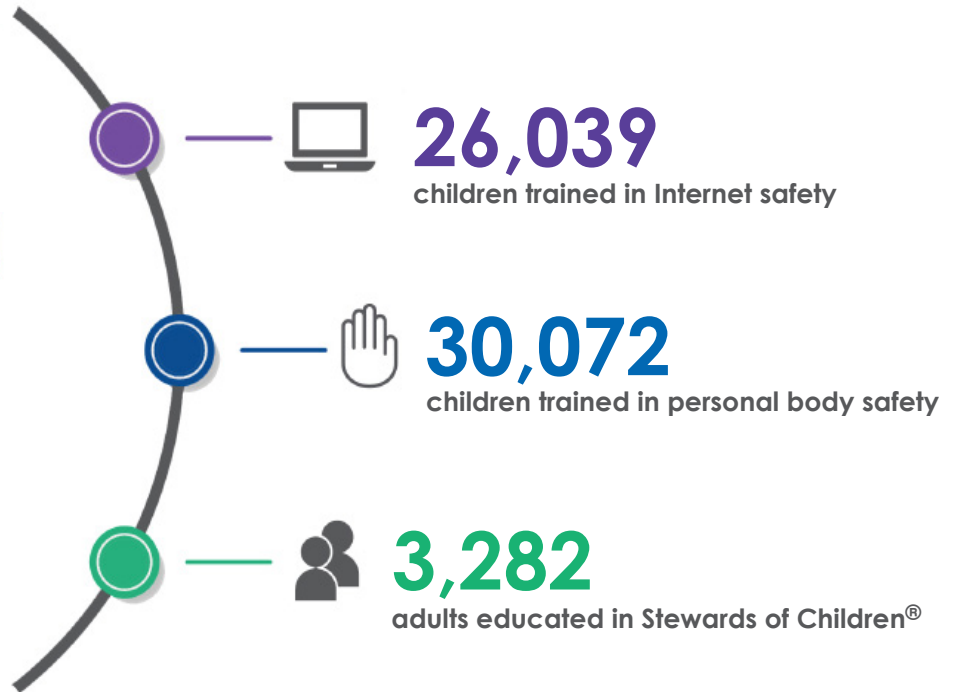 26,039
children trained in Internet safety
30,072
children trained in personal body safety
3,282
adults educated in Stewards of Children®